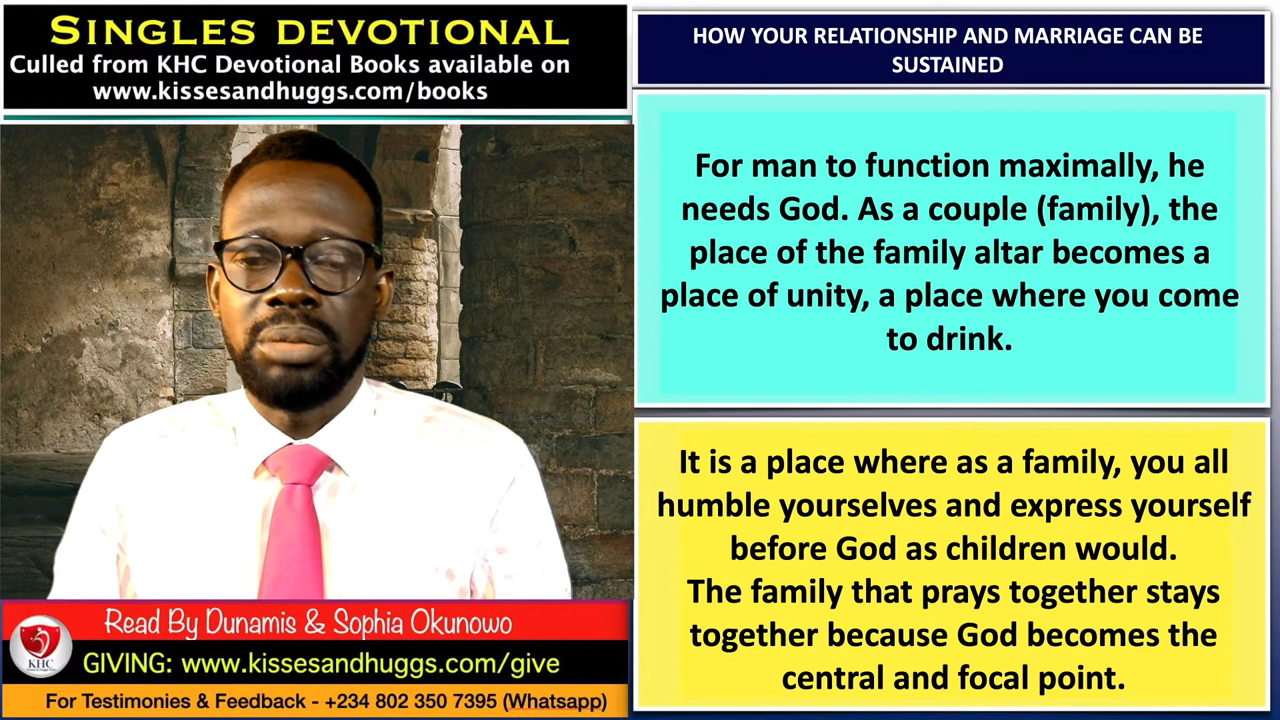 SINGLES DEVOTIONAL
Culled from KHC Devotional Books available on
www.kissesandhuggs.com/books
Read By Dunamis & Sophia Okunowo
KHC
GIVING: www.kissesandhuggs.com/give
For Testimonies & Feedback - +234 802 350 7395 (Whatsapp)
HOW YOUR RELATIONSHIP AND MARRIAGE CAN BE
SUSTAINED
For man to function maximally, he
needs God. As a couple (family), the
place of the family altar becomes a
place of unity, a place where you come
to drink.
It is a place where as a family, you all
humble yourselves and express yourself
before God as children would.
The family that prays together stays
together because God becomes the
central and focal point.